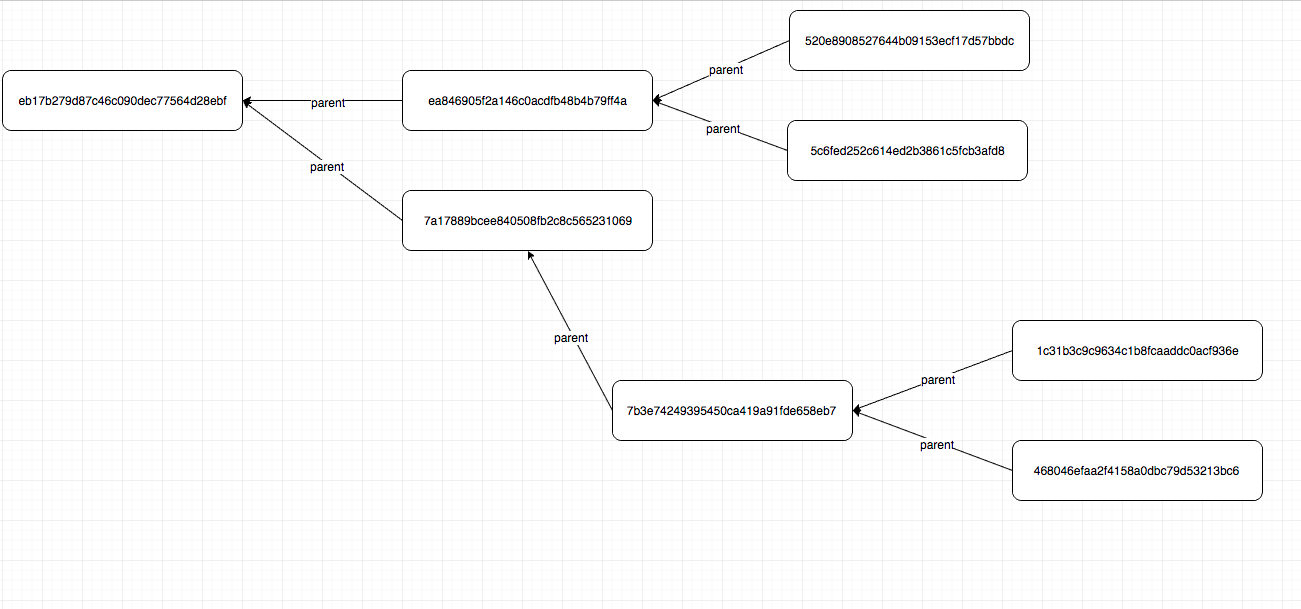 520e8908527644b09153ecf17d57bbdc
parent
eb17b279d87c46c090dec77564d28ebf
parent
ea846905f2a146c0acdfb48b4b79ff4a
parent
5c6fed252c614ed2b3861c5fcb3afd8
parent
7a17889bcee840508fb2c8c565231069
parent
1c31b3c9c9634c1b8fcaaddc0acf936e
parent
7b3e74249395450ca419a91fde658eb7
parent
468046efaa2f4158a0dbc79d53213bc6